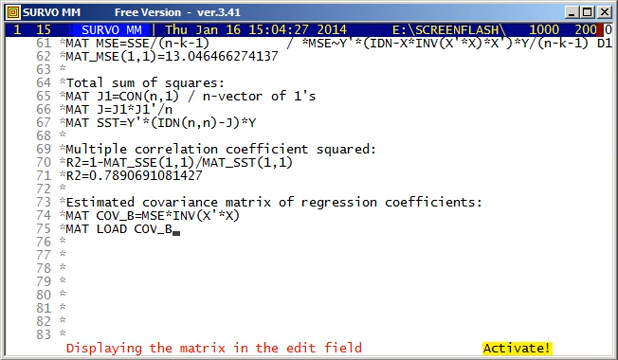 SURVO MM Free Version - ver.3.41
1 15 SURVO MM Thu Jan 16 15:04:27 2014 E:\SCREENFLASH\ 1000 200 0
61 *MAT MSE=SSE/(n-k-1) / *MSE~Y'*(IDN-X*INV(X'*X)*X')*Y/(n-k-1) D1
62 *MAT_MSE(1,1)=13.046466274137
63 *
64 *Total sum of squares:
65 *MAT J1=CON(n,1) / n-vector of 1's
66 *MAT J=J1*J1'/n
67 *MAT SST=Y'*(IDN(n,n)-J)*Y
68 *
69 *Multiple correlation coefficient squared:
70 *R2=1-MAT_SSE(1,1)/MAT_SST(1,1)
71 *R2=0.7890691081427
72 *
73 *Estimated covariance matrix of regression coefficients:
74 *MAT COV_B=MSE*INV(X'*X)
75 *MAT LOAD COV_B_
76 *
77 *
78 *
79 *
80 *
81 *
82 *
83 *
Displaying the matrix in the edit field Activate!